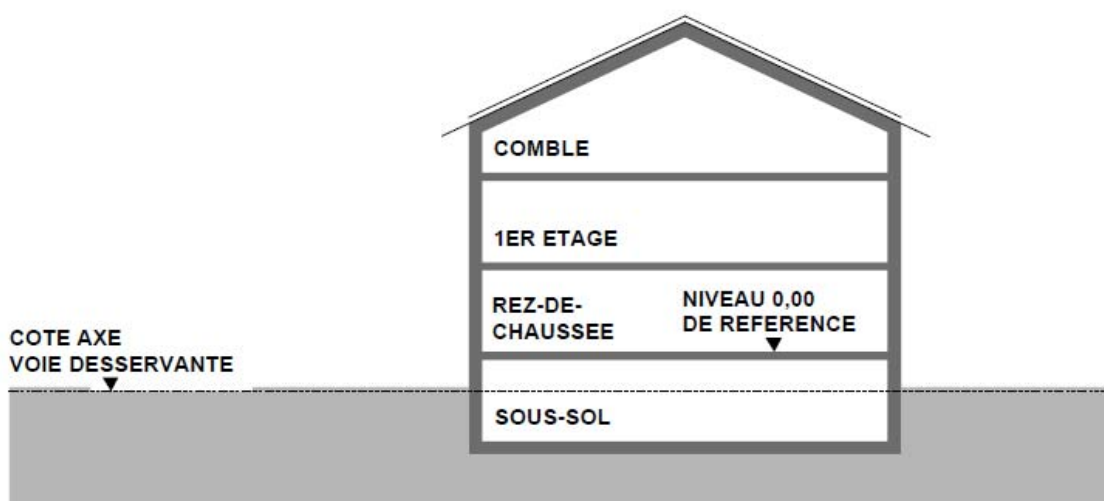 COMBLE
1ER ETAGE
REZ-DE-
CHAUSSEE
NIVEAU 0,00
DE REFERENCE
COTE AXE
VOIE DESSERVANTE
SOUS-SOL